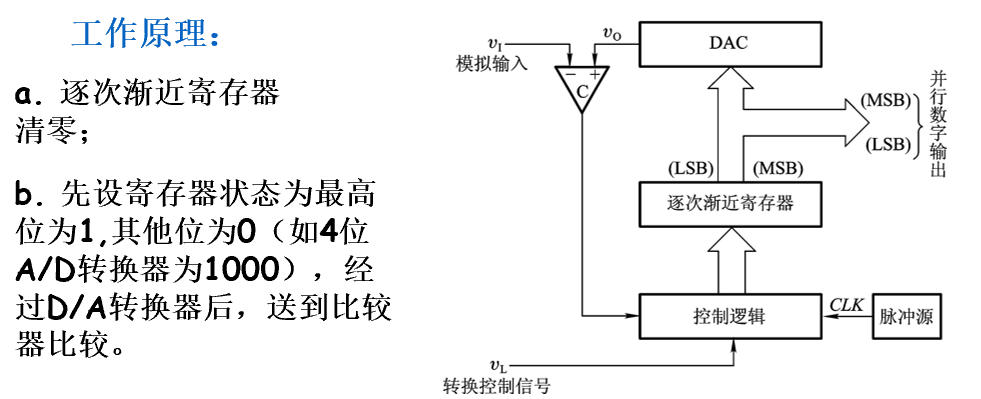 工作原理：
a. 逐次渐近寄存器
清零；
b. 先设寄存器状态为最高
位为1,其他位为0（如4位
A/D转换器为1000），经
过D/A转换器后，送到比较
器比较。
vI
模拟输入
vO
DAC
− +
C
(MSB)
(LSB)
并行数字输出
(LSB)
(MSB)
逐次渐近寄存器
控制逻辑
CLK
脉冲源
vL
转换控制信号